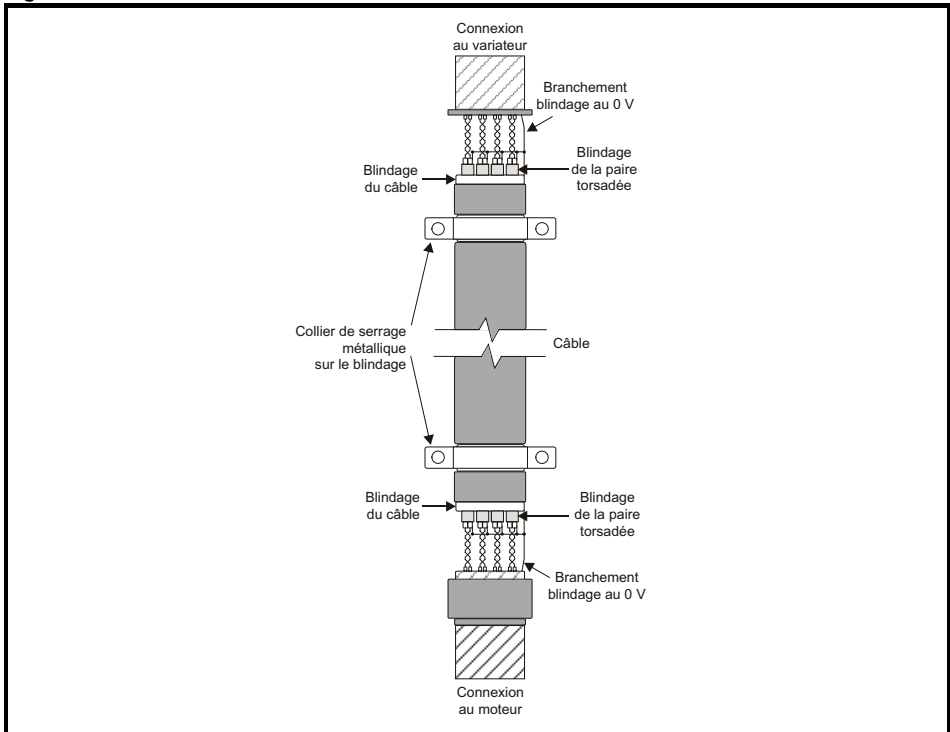 Connexion
au variateur
Branchement
blindage au 0 V
Blindage
de la paire
torsadée
Blindage
du câble
Collier de serrage
métallique
sur le blindage
Câble
Blindage
du câble
Blindage
de la paire
torsadée
Branchement
blindage au 0 V
Connexion
au moteur